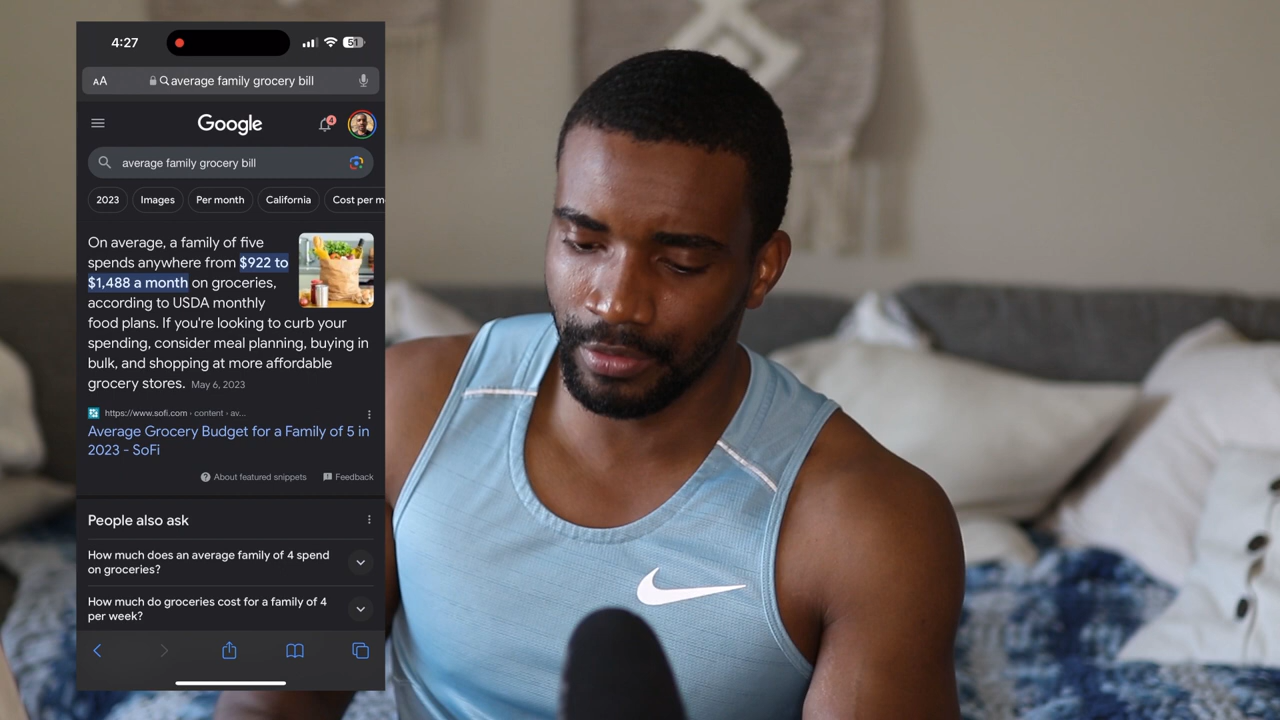 4:27
51
AA
average family grocery bill
Google
4
average family grocery bill
2023
Images
Per month
California
Cost per m
On average, a family of five
spends anywhere from $922 to
$1,488 a month on groceries,
according to USDA monthly
food plans. If you're looking to curb your
spending, consider meal planning, buying in
bulk, and shopping at more affordable
grocery stores. May 6, 2023
https://www.sofi.com › content › av...
Average Grocery Budget for a Family of 5 in
2023 - SoFi
About featured snippets
Feedback
People also ask
How much does an average family of 4 spend
on groceries?
How much do groceries cost for a family of 4
per week?